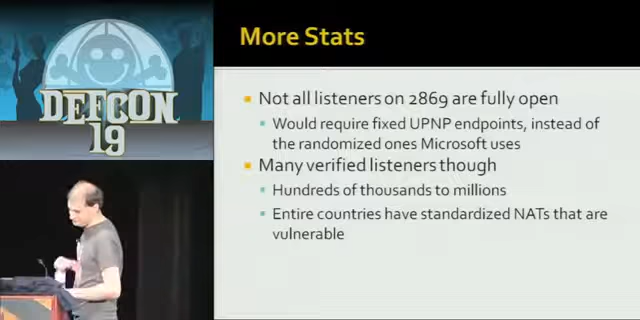 DEFCON
19
More Stats
Not all listeners on 2869 are fully open
Would require fixed UPNP endpoints, instead of
the randomized ones Microsoft uses
Many verified listeners though
Hundreds of thousands to millions
Entire countries have standardized NATs that are
vulnerable